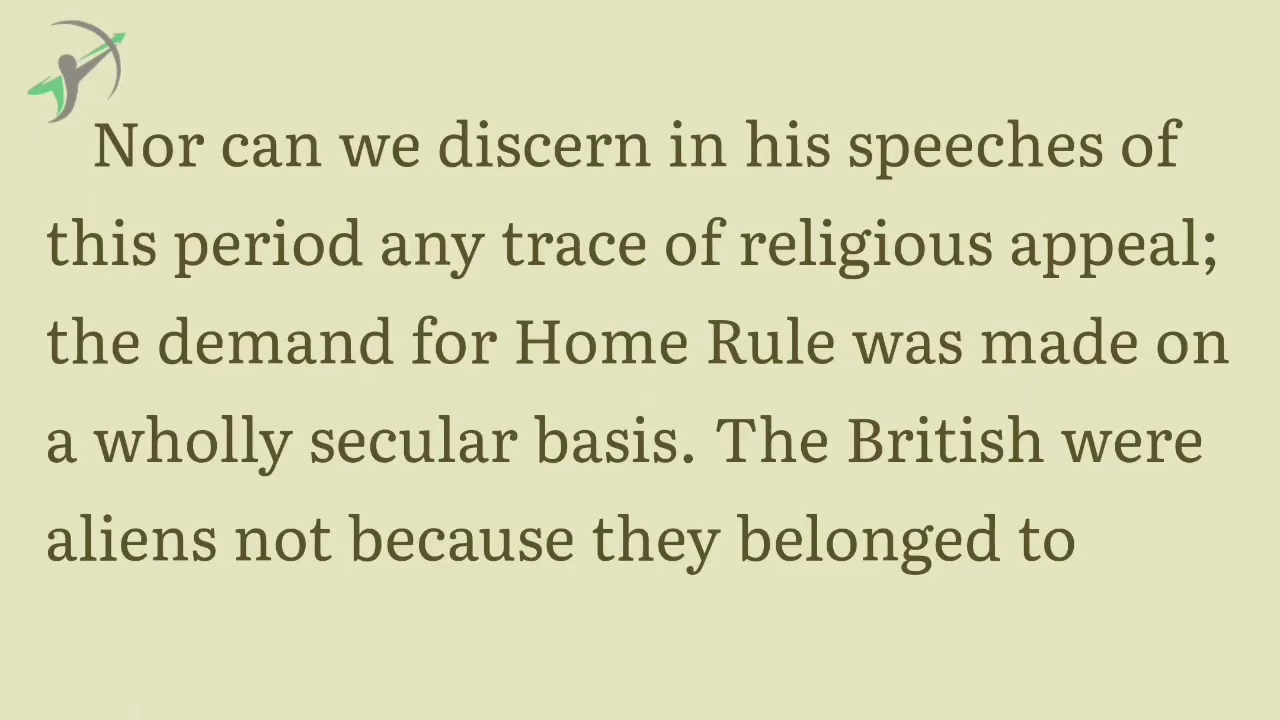 Nor can we discern in his speeches of
this period any trace of religious appeal;
the demand for Home Rule was made on
a wholly secular basis. The British were
aliens not because they belonged to